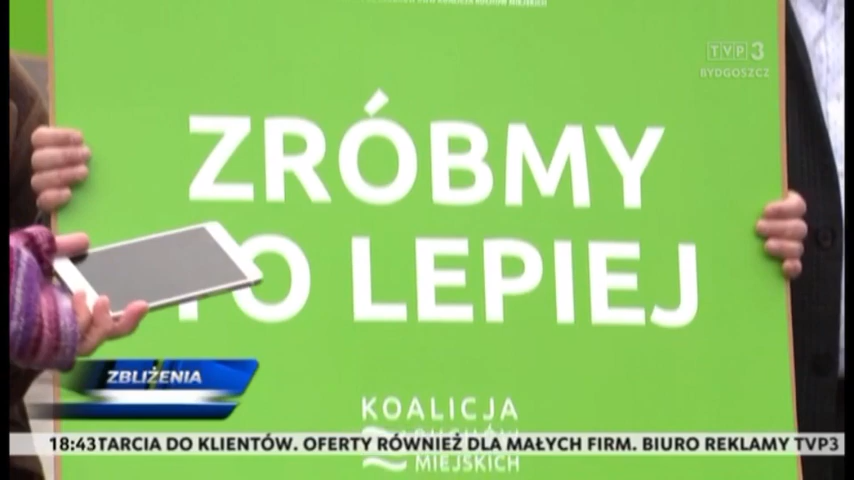 TVP3
BYDGOSZCZ
ZRÓBMY
TO LEPIEJ
KOALICJA
RUCHÓW
MIEJSKICH
ZBLIŻENIA
18:43TARCIA DO KLIENTÓW. OFERTY RÓWNIEŻ DLA MAŁYCH FIRM. BIURO REKLAMY TVP3